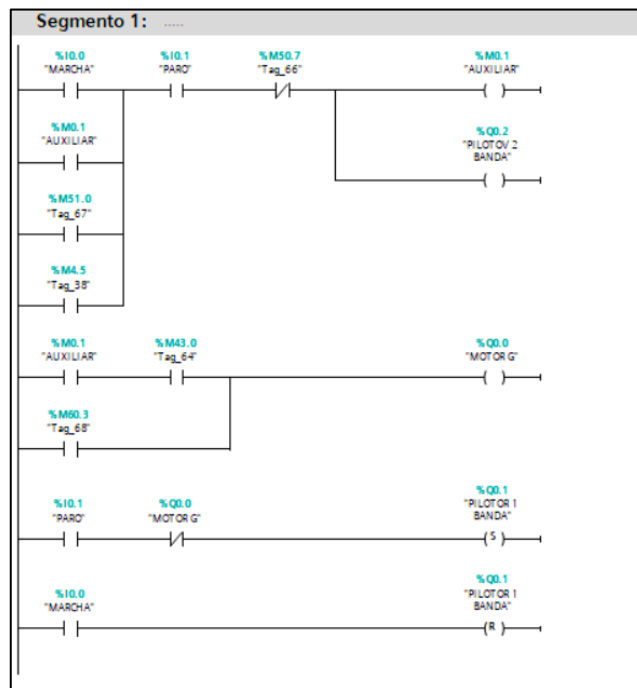 Segmento 1: .....
%I0.0 %I0.1 %M50.7 %M0.1
"MARCHA" "PARO" "Tag_66" "AUXILIAR"
%M0.1 %Q0.2
"AUXILIAR" "PILOTOV 2
BANDA"
%M51.0
"Tag_67"
%M4.5
"Tag_38"
%M0.1 %M43.0 %Q0.0
"AUXILIAR" "Tag_64" "MOTOR G"
%M60.3
"Tag_68"
%I0.1 %Q0.0 %Q0.1
"PARO" "MOTOR G" "PILOTOR 1
BANDA"
S
%I0.0 %Q0.1
"MARCHA" "PILOTOR 1
BANDA"
R